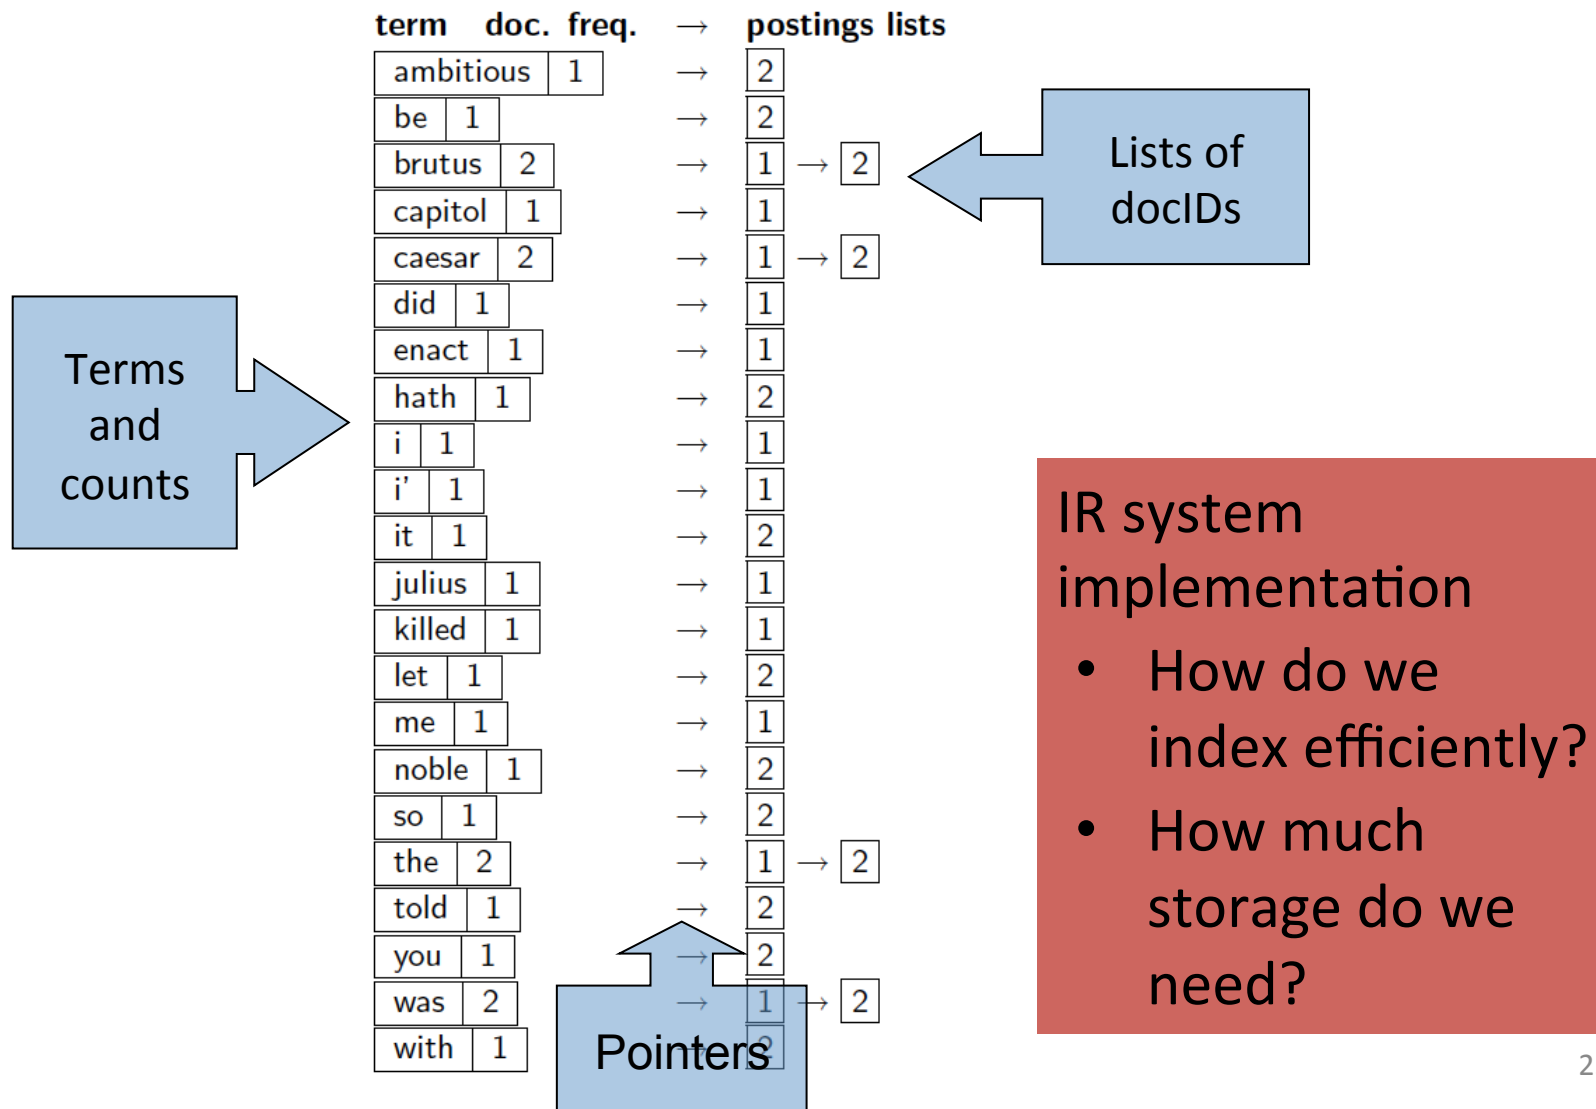 term doc. freq. → postings lists
ambitious 1 → 2
be 1 → 2
brutus 2 → 1 → 2
capitol 1 → 1
caesar 2 → 1 → 2
did 1 → 1
enact 1 → 1
hath 1 → 2
i 1 → 1
i' 1 → 1
it 1 → 2
julius 1 → 1
killed 1 → 1
let 1 → 2
me 1 → 1
noble 1 → 2
so 1 → 2
the 2 → 1 → 2
told 1 → 2
you 1 → 2
was 2 → 1 → 2
with 1 → 2
Terms
and
counts
Lists of
docIDs
Pointers
IR system
implementation
• How do we
index efficiently?
• How much
storage do we
need?
2